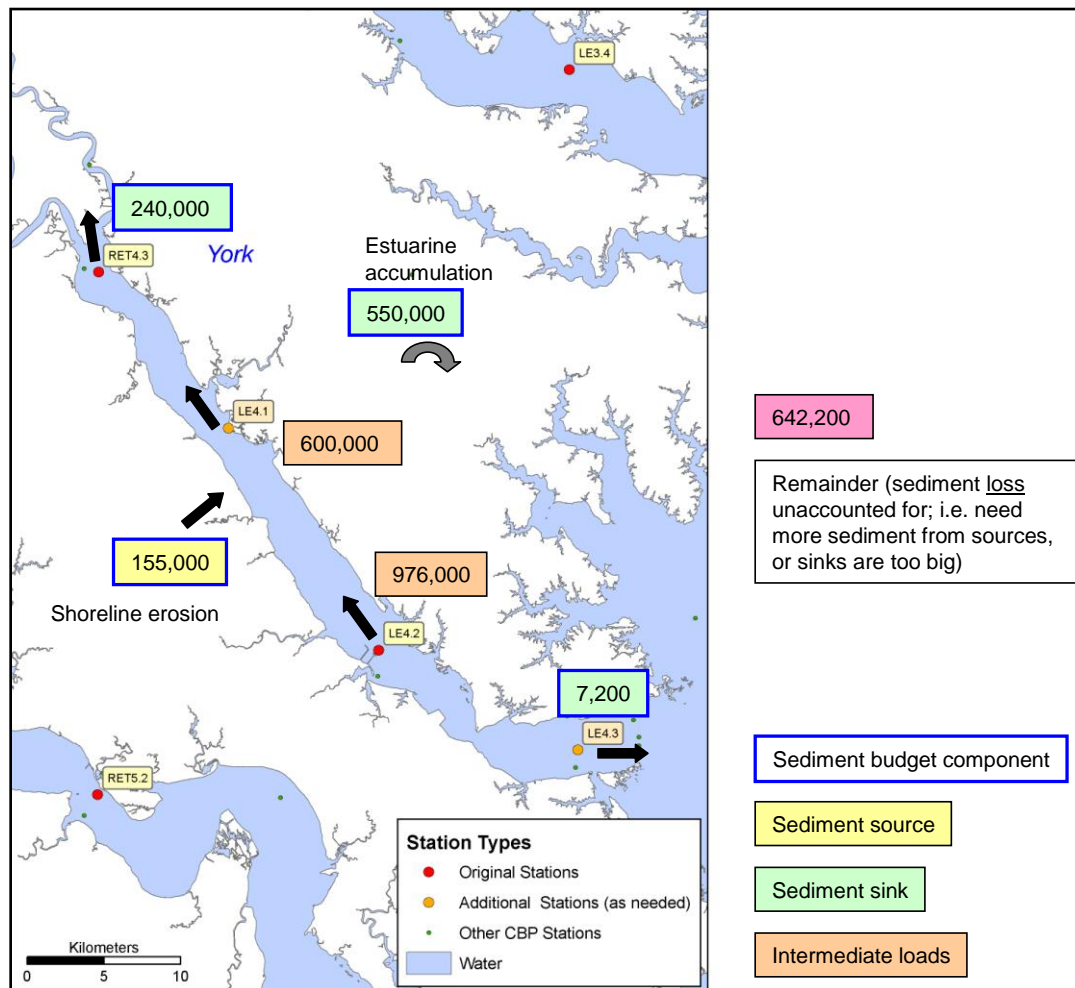 LE3.4
240,000
RET4.3
York
Estuarine
accumulation
550,000
LE4.1
600,000
642,200
Remainder (sediment loss
unaccounted for; i.e. need
more sediment from sources,
or sinks are too big)
155,000
Shoreline erosion
976,000
LE4.2
7,200
LE4.3
RET5.2
Sediment budget component
Sediment source
Sediment sink
Intermediate loads
Station Types
Original Stations
Additional Stations (as needed)
Other CBP Stations
Water
Kilometers
0 5 10